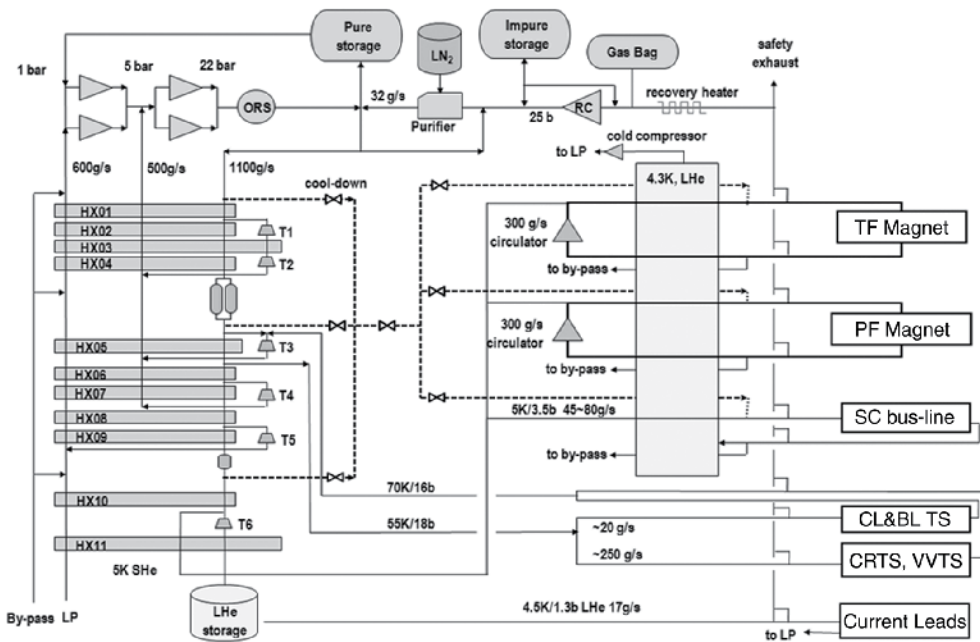 Pure
storage
LN2
Impure
storage
Gas Bag
safety
exhaust
1 bar
5 bar
22 bar
ORS
32 g/s
Purifier
25 b
RC
recovery heater
cold compressor
to LP
600g/s
500g/s
1100g/s
cool-down
4.3K, LHe
HX01
HX02
T1
HX03
HX04
T2
300 g/s
circulator
TF Magnet
to by-pass
300 g/s
circulator
PF Magnet
HX05
T3
to by-pass
HX06
HX07
T4
HX08
HX09
T5
5K/3.5b 45~80g/s
SC bus-line
to by-pass
70K/16b
HX10
T6
55K/18b
~20 g/s
CL&BL TS
HX11
~250 g/s
CRTS, VVTS
5K SHe
LHe
storage
4.5K/1.3b LHe 17g/s
Current Leads
By-pass LP
to LP